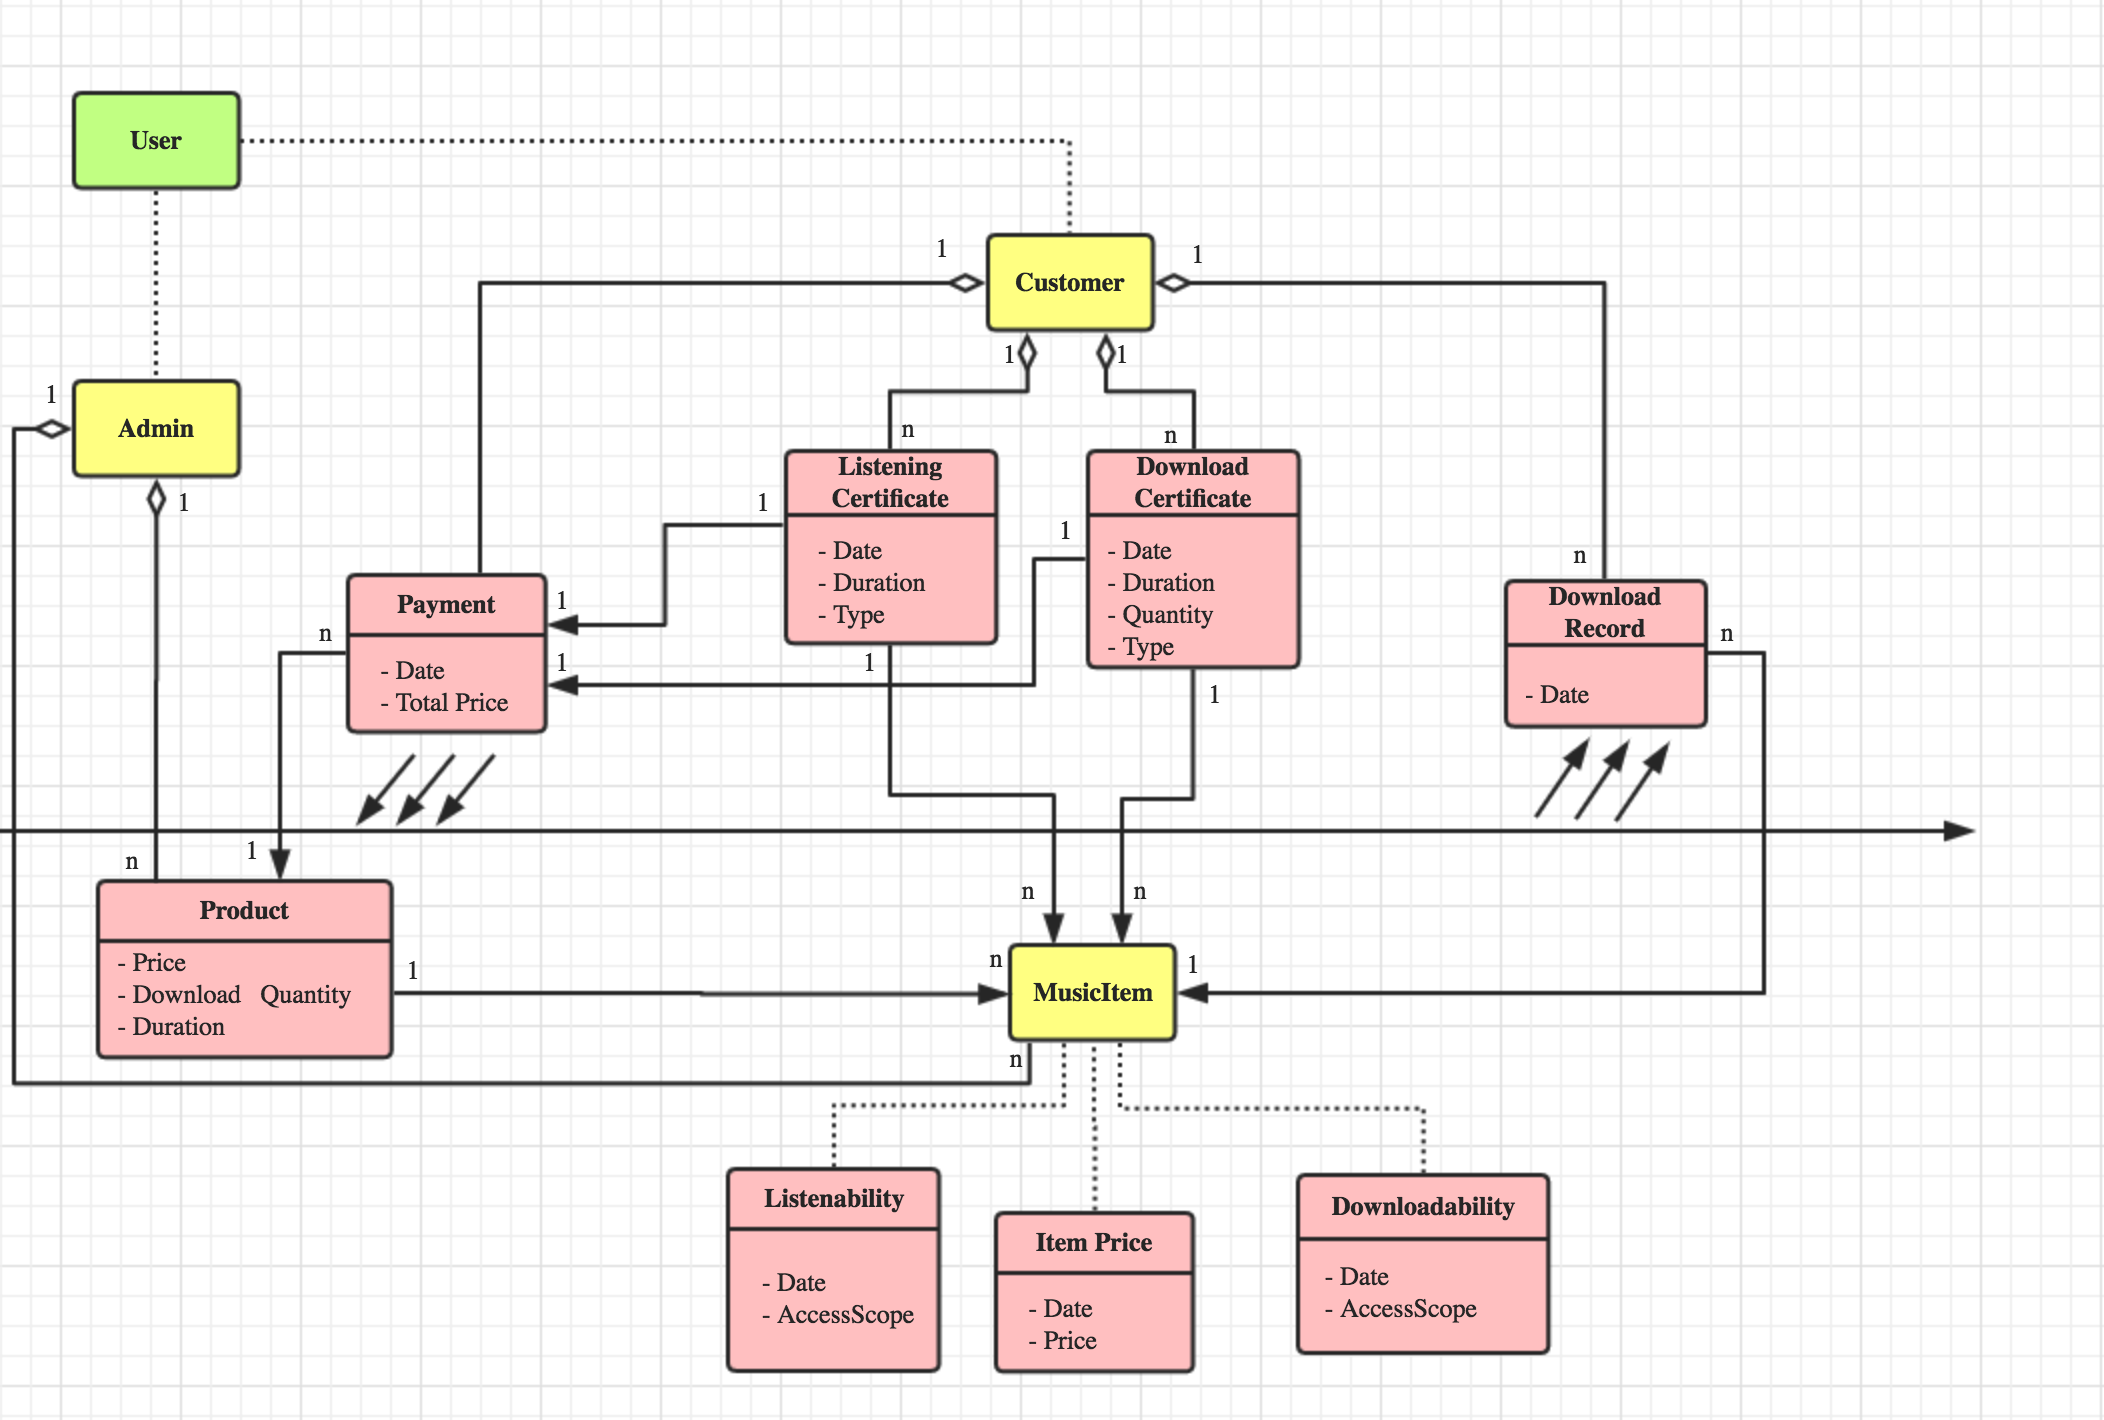 User
1
Customer
1
1
1
1
Admin
1
n
n
Listening
Certificate
- Date
- Duration
- Type
Download
Certificate
- Date
- Duration
- Quantity
- Type
1
1
n
Download
Record
- Date
n
Payment
- Date
- Total Price
1
1
n
1
1
n
1
n
n
Product
- Price
- Download Quantity
- Duration
1
n
MusicItem
1
n
Listenability
- Date
- AccessScope
Item Price
- Date
- Price
Downloadability
- Date
- AccessScope